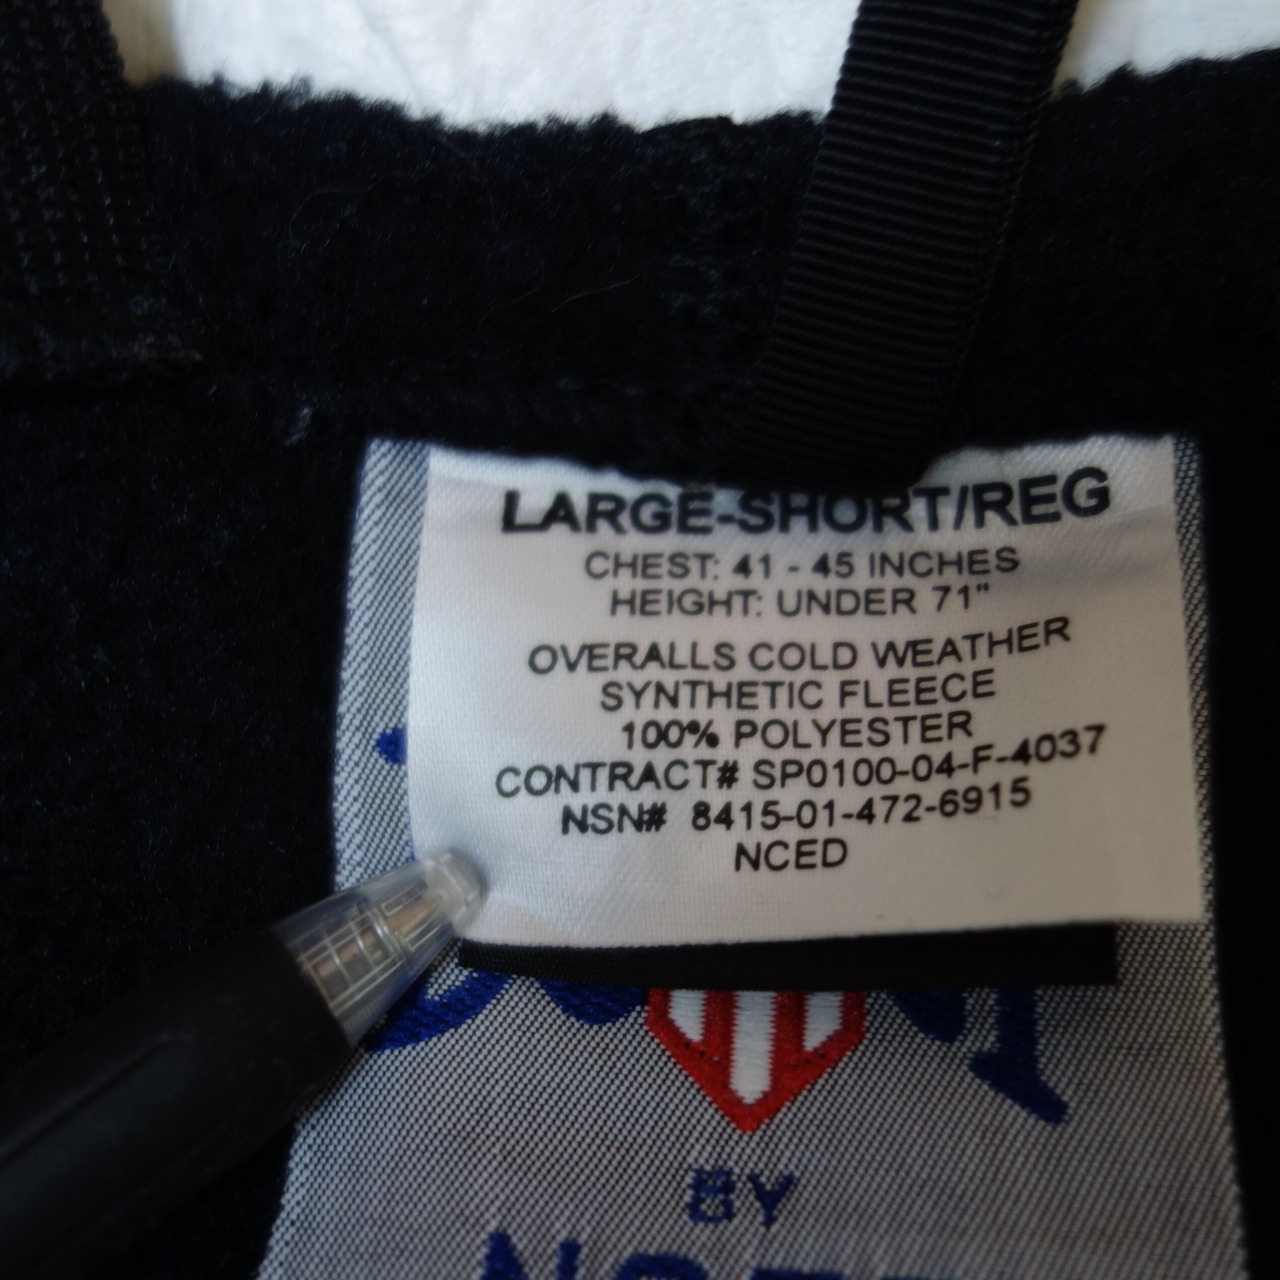 LARGE-SHORT/REG
CHEST: 41 - 45 INCHES
HEIGHT: UNDER 71"
OVERALLS COLD WEATHER
SYNTHETIC FLEECE
100% POLYESTER
CONTRACT# SP0100-04-F-4037
NSN# 8415-01-472-6915
NCED
BY